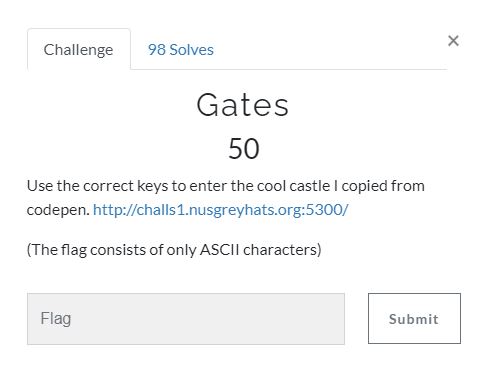 Challenge
98 Solves
×
Gates
50
Use the correct keys to enter the cool castle I copied from
codepen. http://challs1.nusgreyhats.org:5300/
(The flag consists of only ASCII characters)
Flag
Submit